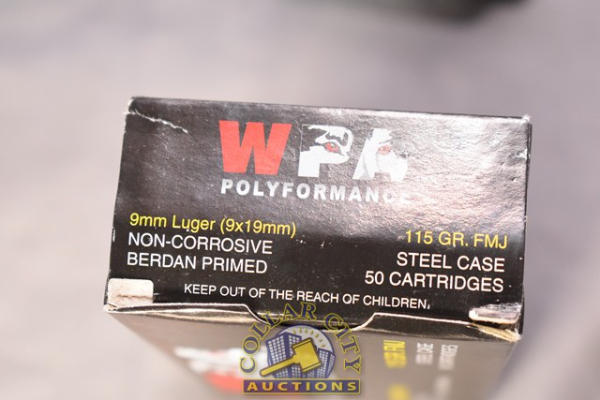 WPA
POLYFORMANCE
9mm Luger (9x19mm)
NON-CORROSIVE
BERDAN PRIMED
115 GR. FMJ
STEEL CASE
50 CARTRIDGES
KEEP OUT OF THE REACH OF CHILDREN.
COLLAR CITY
AUCTIONS